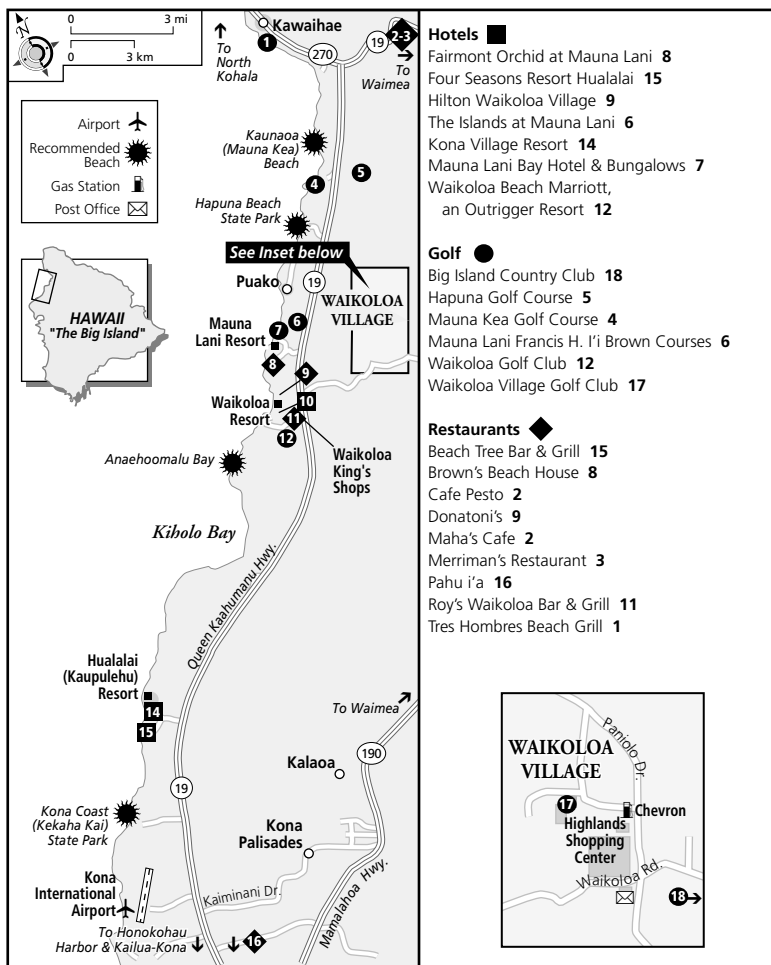 N
0 3 mi
0 3 km
To
North
Kohala
Kawaihae
1
270
19
2-3
To
Waimea
Airport
Recommended
Beach
Gas Station
Post Office
Kaunaoa
(Mauna Kea)
Beach
4
5
Hapuna Beach
State Park
See Inset below
HAWAII
"The Big Island"
Puako
19
WAIKOLOA
VILLAGE
Mauna
Lani Resort
7
6
8
9
Waikoloa
Resort
10
11
12
Waikoloa
King's
Shops
Anaehoomalu Bay
Kiholo Bay
Queen Kaahumanu Hwy.
Hualalai
(Kaupulehu)
Resort
14
15
To Waimea
190
Kalaoa
19
Kona Coast
(Kekaha Kai)
State Park
Kona
Palisades
Kona
International
Airport
Kaiminani Dr.
Mamalahoa Hwy.
To Honokohau
Harbor & Kailua-Kona
16
Hotels
Fairmont Orchid at Mauna Lani 8
Four Seasons Resort Hualalai 15
Hilton Waikoloa Village 9
The Islands at Mauna Lani 6
Kona Village Resort 14
Mauna Lani Bay Hotel & Bungalows 7
Waikoloa Beach Marriott,
an Outrigger Resort 12
Golf
Big Island Country Club 18
Hapuna Golf Course 5
Mauna Kea Golf Course 4
Mauna Lani Francis H. I'i Brown Courses 6
Waikoloa Golf Club 12
Waikoloa Village Golf Club 17
Restaurants
Beach Tree Bar & Grill 15
Brown's Beach House 8
Cafe Pesto 2
Donatoni's 9
Maha's Cafe 2
Merriman's Restaurant 3
Pahu i'a 16
Roy's Waikoloa Bar & Grill 11
Tres Hombres Beach Grill 1
WAIKOLOA
VILLAGE
Paniolo Dr.
17
Chevron
Highlands
Shopping
Center
Waikoloa Rd.
18